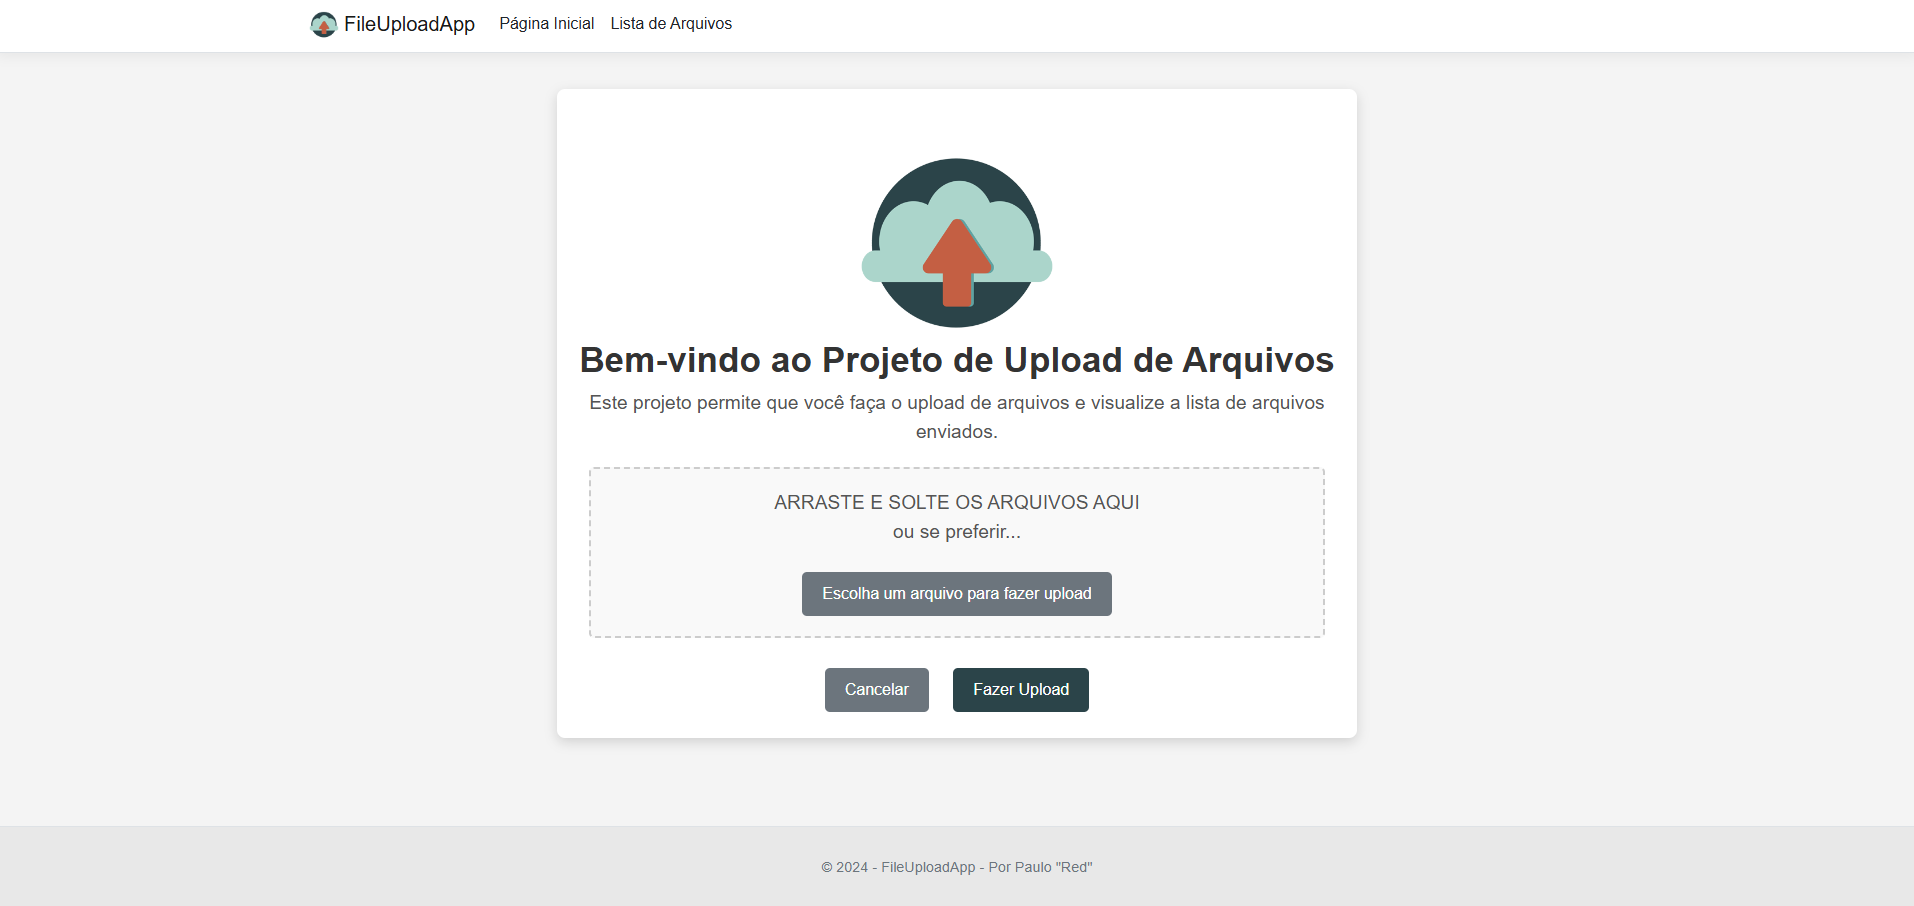 FileUploadApp Página Inicial Lista de Arquivos
Bem-vindo ao Projeto de Upload de Arquivos
Este projeto permite que você faça o upload de arquivos e visualize a lista de arquivos
enviados.
ARRASTE E SOLTE OS ARQUIVOS AQUI
ou se preferir...
Escolha um arquivo para fazer upload
Cancelar Fazer Upload
© 2024 - FileUploadApp - Por Paulo "Red"